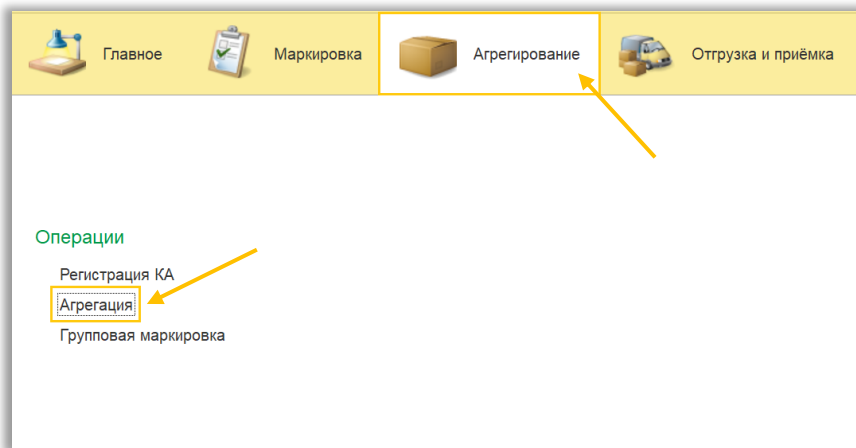 Главное Маркировка Агрегирование Отгрузка и приёмка
Операции
Регистрация КА
Агрегация
Групповая маркировка